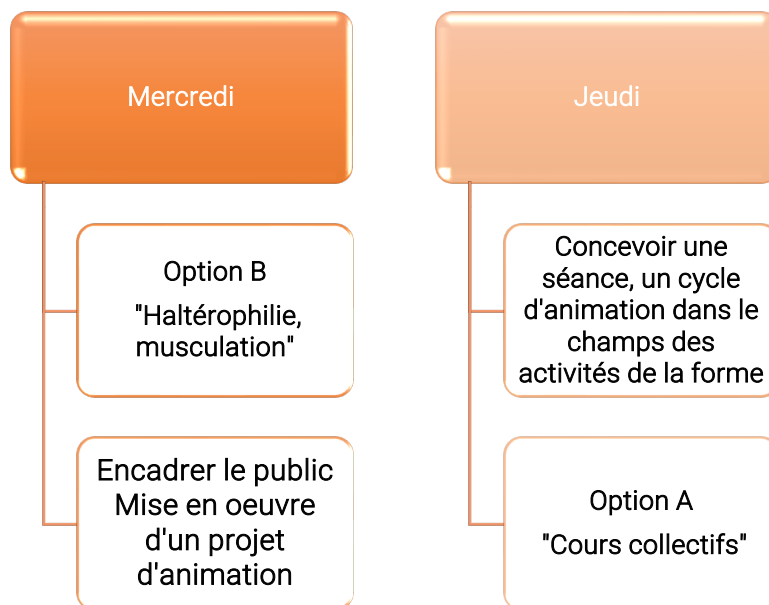 Mercredi
Option B
"Haltérophilie,
musculation"
Encadrer le public
Mise en oeuvre
d'un projet
d'animation
Jeudi
Concevoir une
séance, un cycle
d'animation dans le
champs des
activités de la forme
Option A
"Cours collectifs"